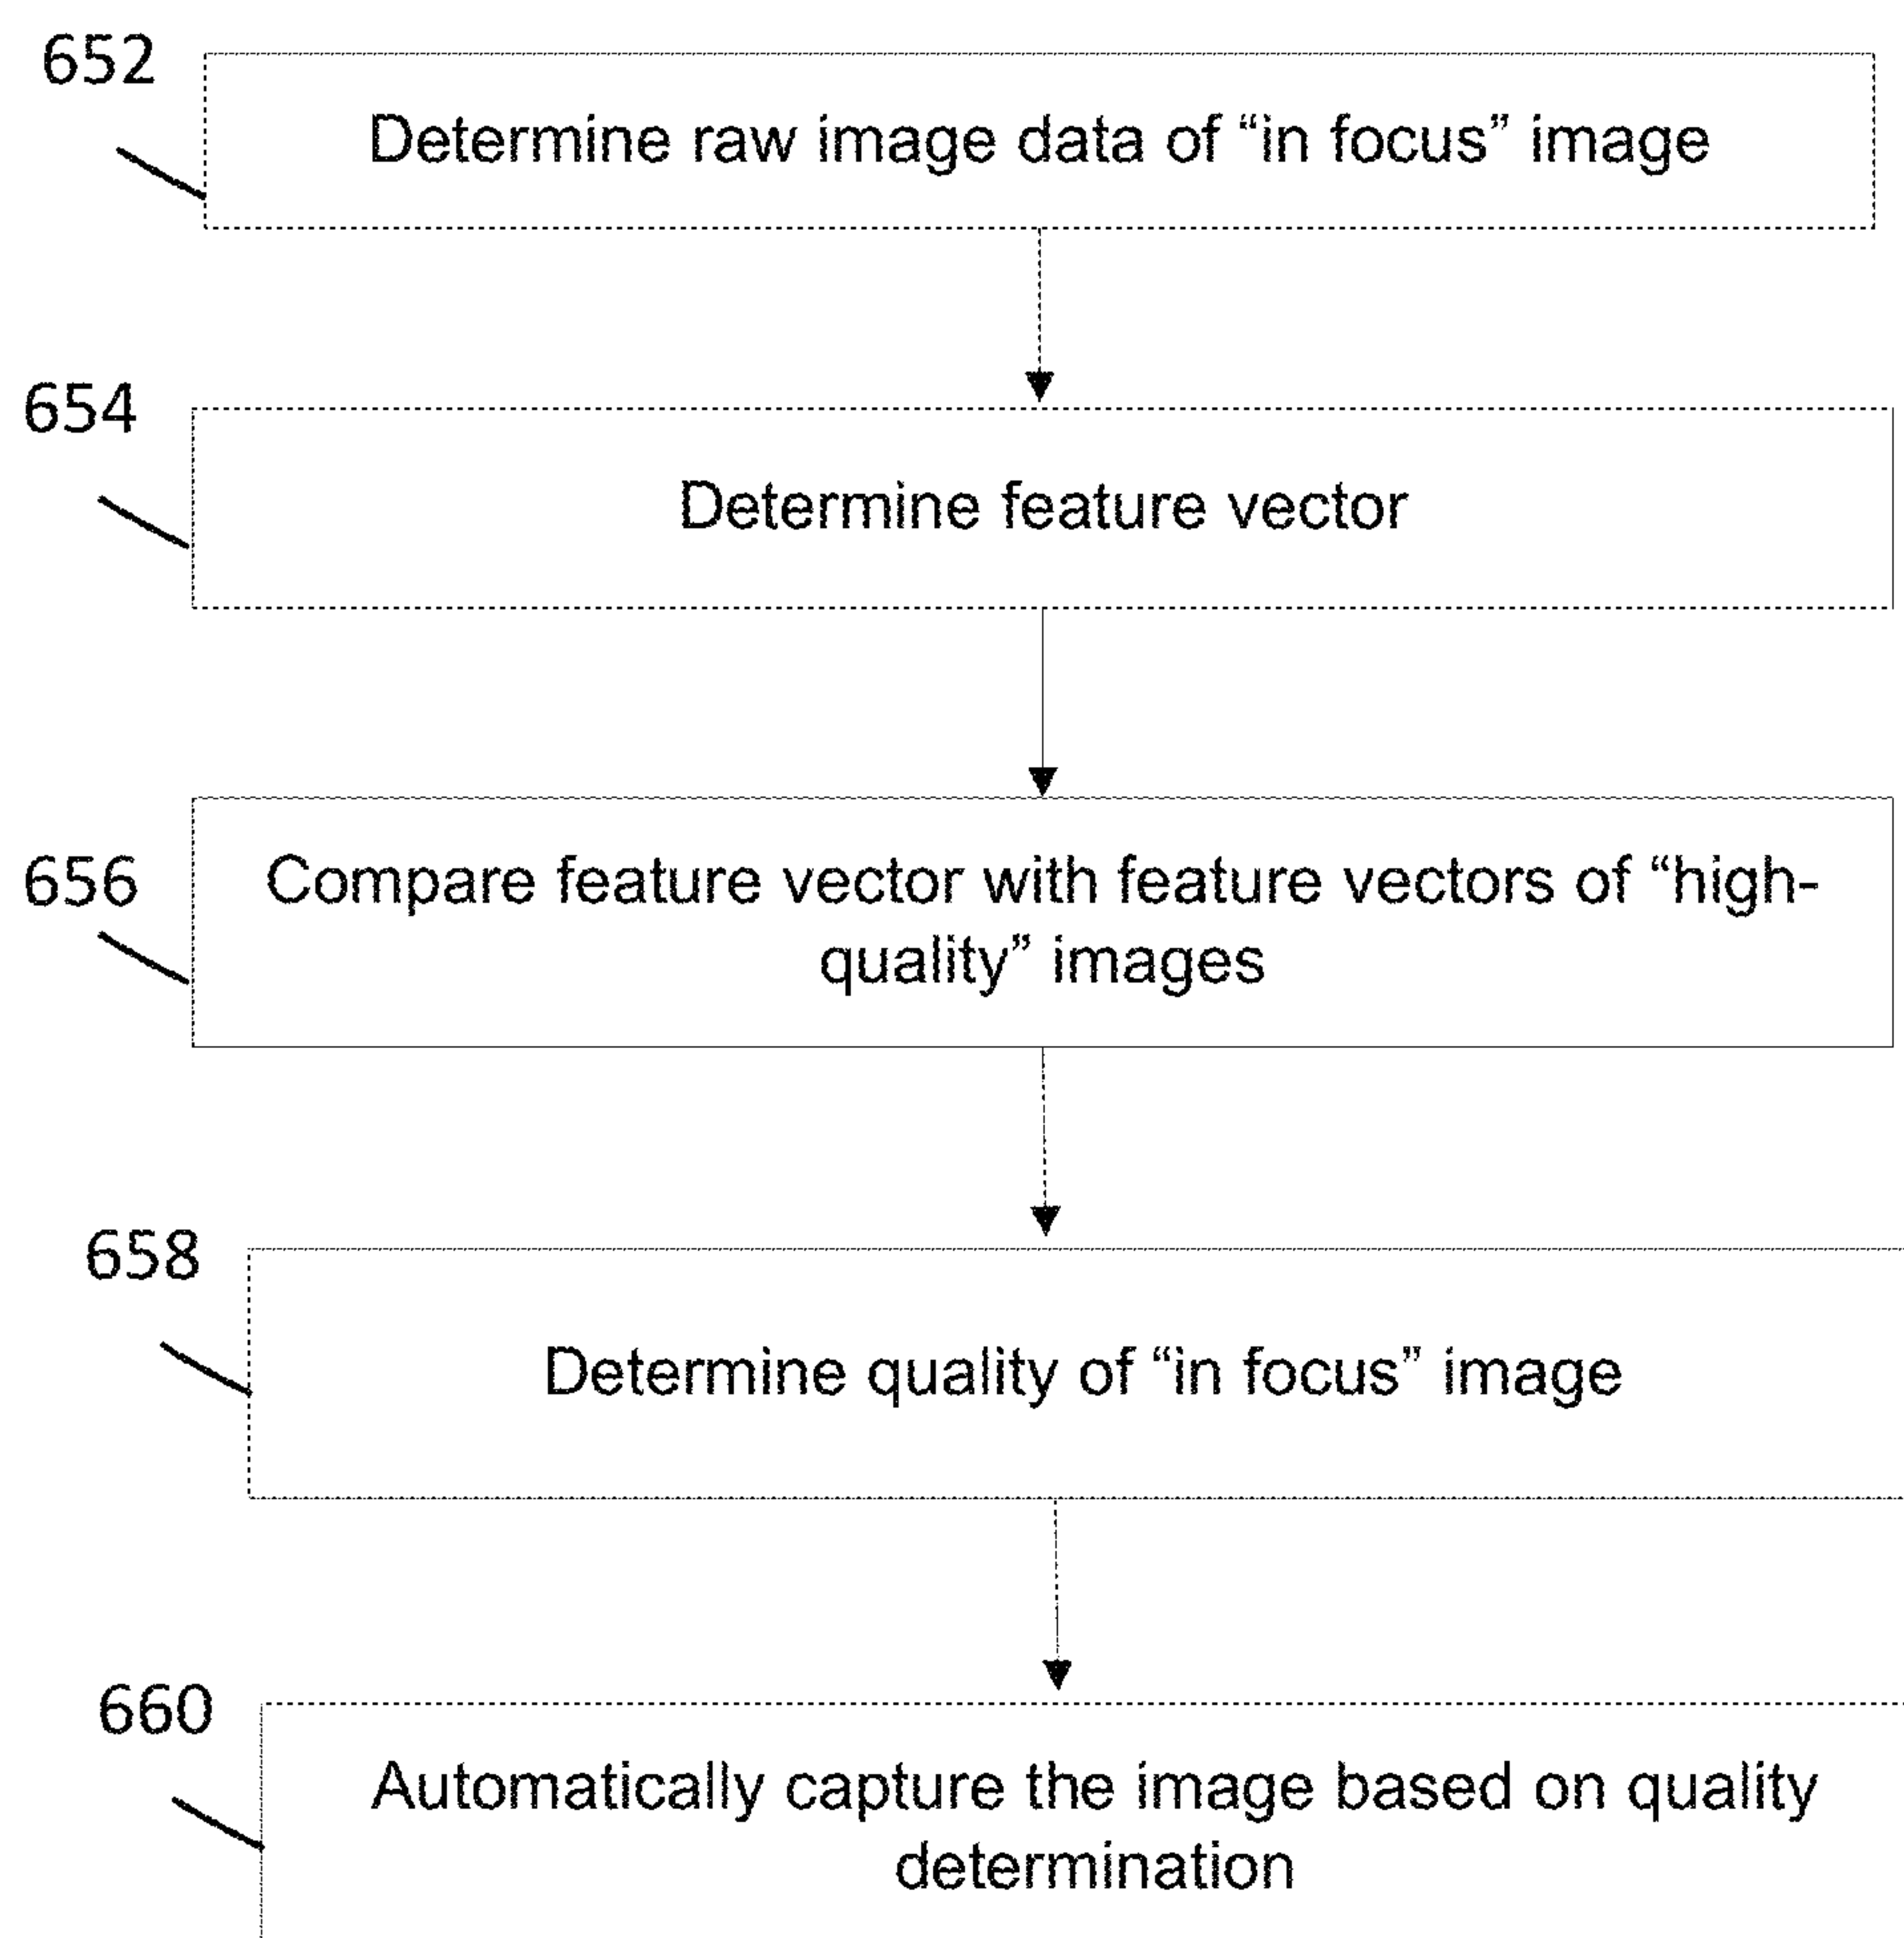 652
Determine raw image data of “in focus” image
654
Determine feature vector
656
Compare feature vector with feature vectors of “high-
quality” images
658
Determine quality of “in focus” image
660
Automatically capture the image based on quality
determination